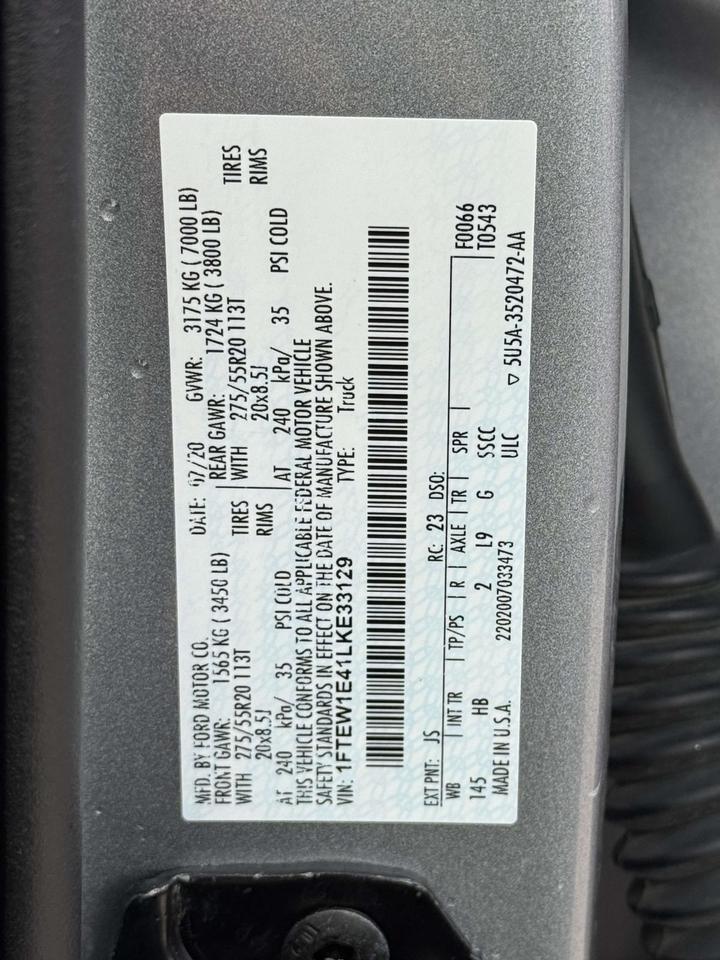 MFD. BY FORD MOTOR CO. DATE: 07/20 GVWR: 3175 KG ( 7000 LB)
FRONT GAWR: 1565 KG ( 3450 LB) REAR GAWR: 1724 KG ( 3800 LB)
WITH 275/55R20 113T TIRES WITH 275/55R20 113T TIRES
20x8.5J RIMS 20x8.5J RIMS
AT 240 kPa/ 35 PSI COLD AT 240 kPa/ 35 PSI COLD
THIS VEHICLE CONFORMS TO ALL APPLICABLE FEDERAL MOTOR VEHICLE
SAFETY STANDARDS IN EFFECT ON THE DATE OF MANUFACTURE SHOWN ABOVE.
VIN: 1FTEW1E41LKE33129 TYPE: Truck
EXT PNT: JS RC: 23 DSO:
WB INT TR TP/PS R AXLE TR SPR F0066
145 HB 2 L9 G SSCC T0543
MADE IN U.S.A. 2202007033473 ULC ▽ 5U5A-3520472-AA